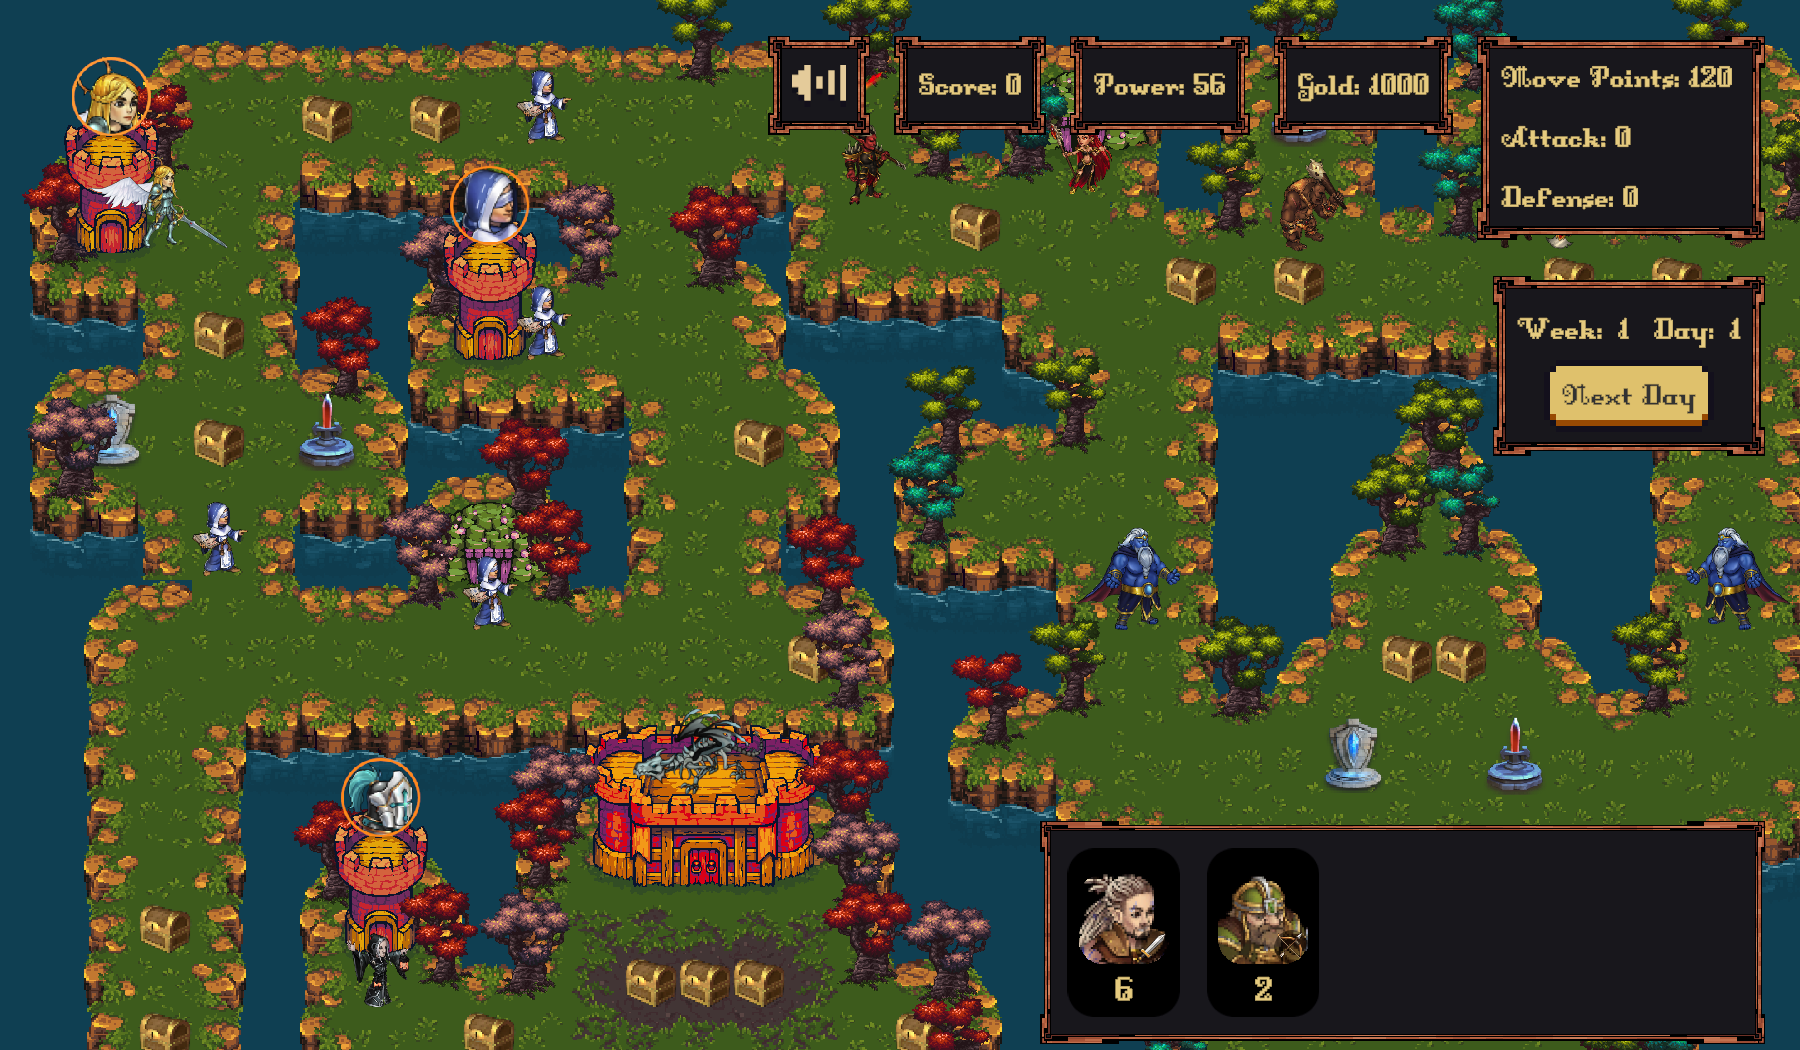 Score: 0
Power: 56
Gold: 1000
Move Points: 120
Attack: 0
Defense: 0
Week: 1 Day: 1
Next Day
6
2